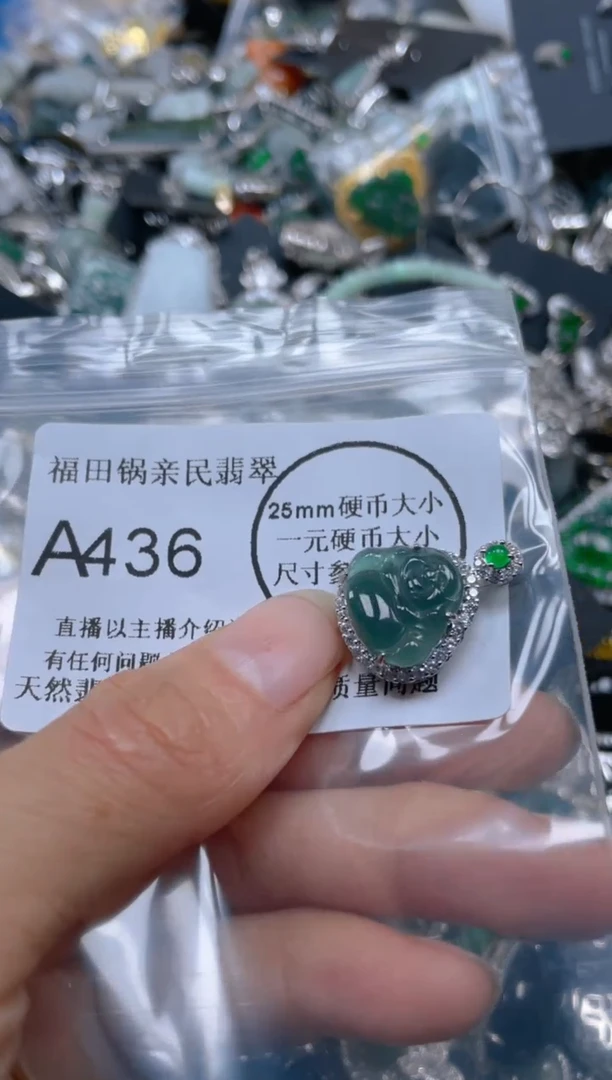 福田锅亲民翡翠
A436
25mm硬币大小
一元硬币大小
尺寸
直播以主播介绍
有任何问题
天然翡
质量问题